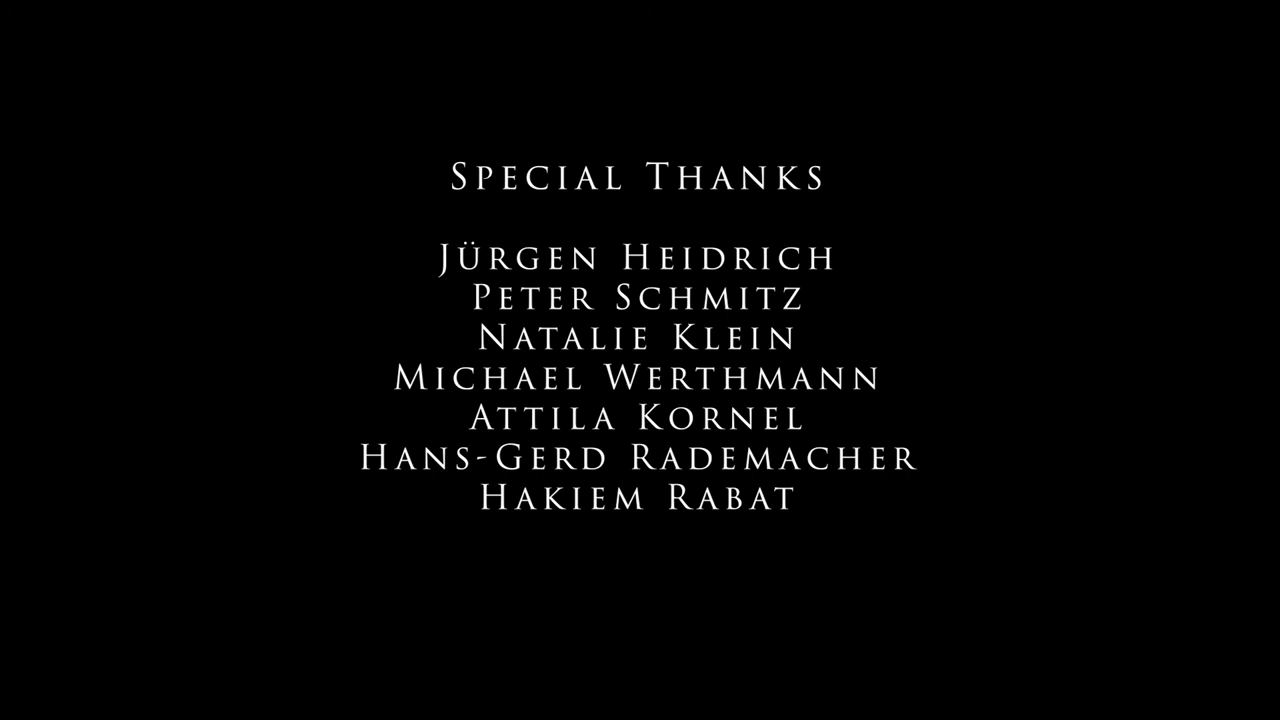 Special Thanks
Jürgen Heidrich
Peter Schmitz
Natalie Klein
Michael Werthmann
Attila Kornel
Hans-Gerd Rademacher
Hakiem Rabat